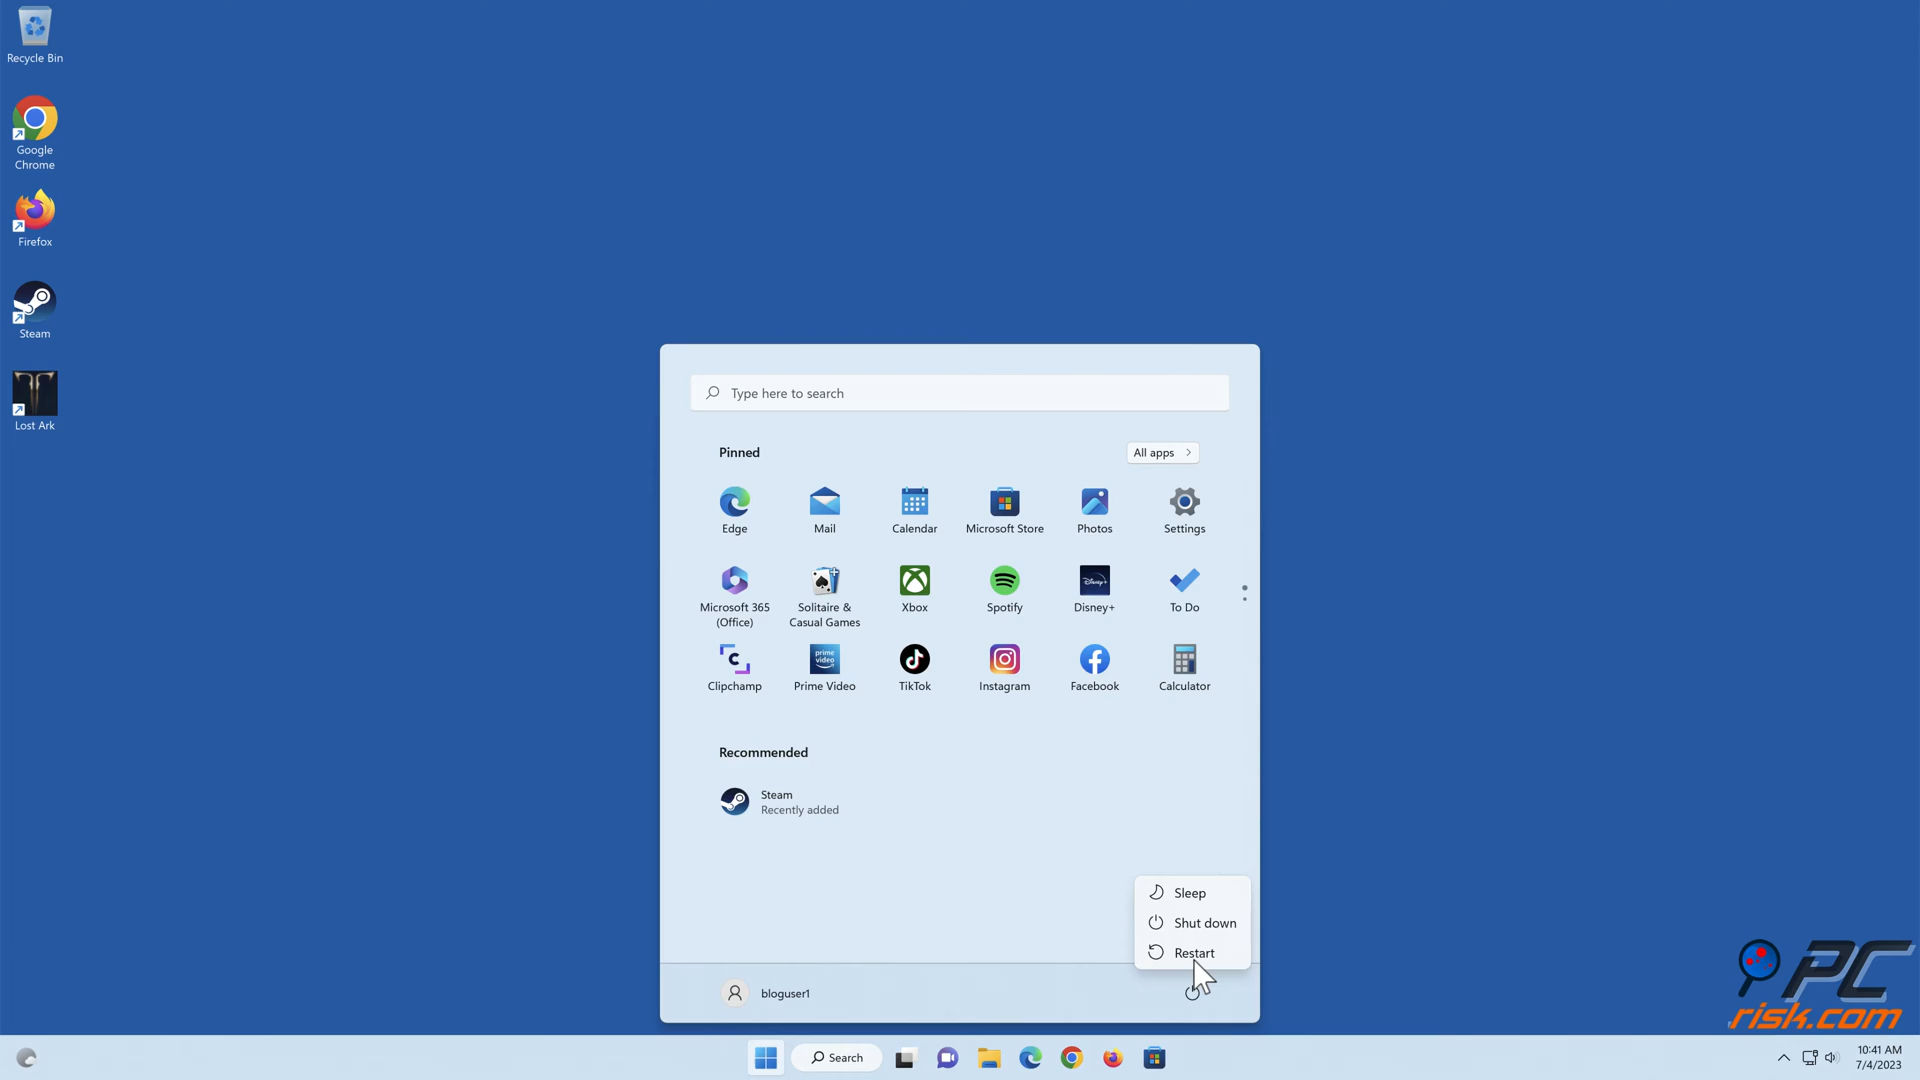 Recycle Bin
Google
Chrome
Firefox
Steam
Lost Ark
Type here to search
Pinned
All apps
Edge
Mail
Calendar
Microsoft Store
Photos
Settings
Microsoft 365
(Office)
Solitaire &
Casual Games
Xbox
Spotify
Disney+
Disney+
To Do
prime
video
Clipchamp
Prime Video
TikTok
Instagram
Facebook
Calculator
Recommended
Steam
Recently added
Sleep
Shut down
Restart
bloguser1
PC
risk.com
Search
10:41 AM
7/4/2023